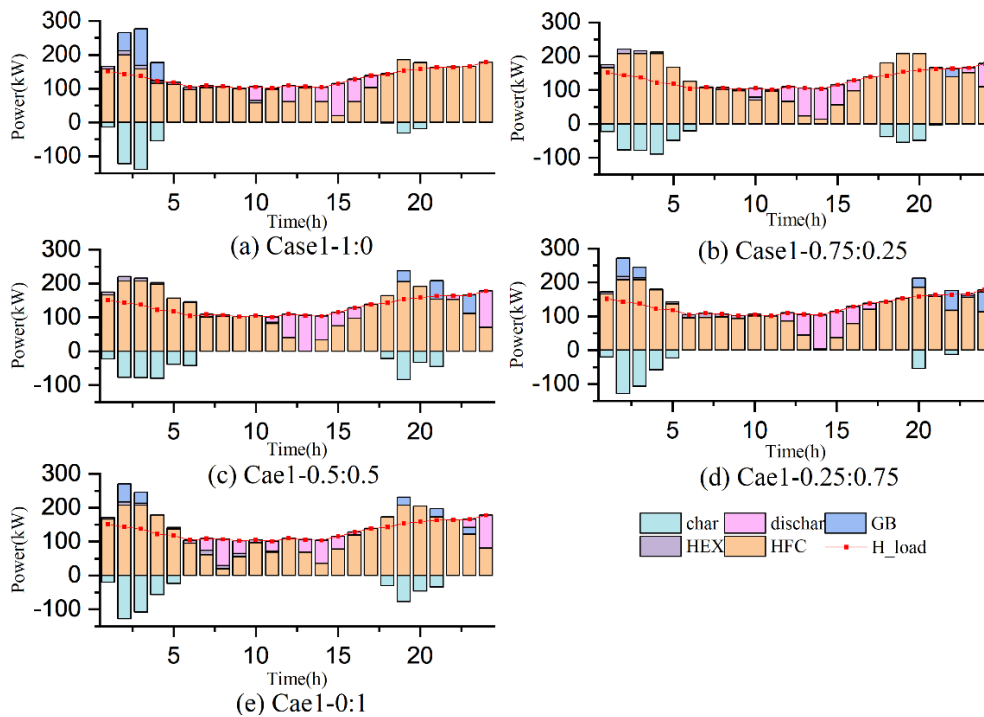 300
200
100
0
-100
Power(kW)
5 10 15 20
Time(h)
(a) Case1-1:0
300
200
100
0
-100
Power(kW)
5 10 15 20
Time(h)
(b) Case1-0.75:0.25
300
200
100
0
-100
Power(kW)
5 10 15 20
Time(h)
(c) Cae1-0.5:0.5
300
200
100
0
-100
Power(kW)
5 10 15 20
Time(h)
(d) Cae1-0.25:0.75
300
200
100
0
-100
Power(kW)
5 10 15 20
Time(h)
(e) Cae1-0:1
char dischar GB
HEX HFC H_load